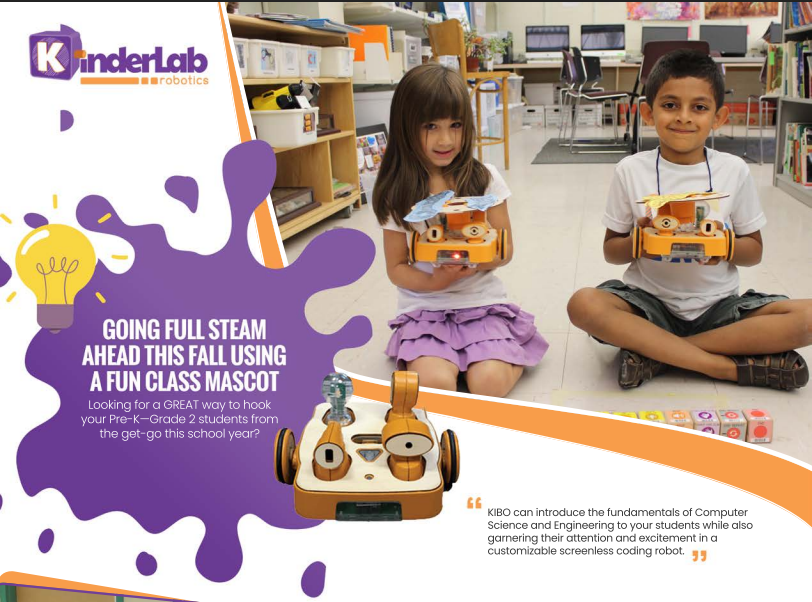 KinderLab
robotics
GOING FULL STEAM
AHEAD THIS FALL USING
A FUN CLASS MASCOT
Looking for a GREAT way to hook
your Pre-K—Grade 2 students from
the get-go this school year?
“ KIBO can introduce the fundamentals of Computer
Science and Engineering to your students while also
garnering their attention and excitement in a
customizable screenless coding robot. ”